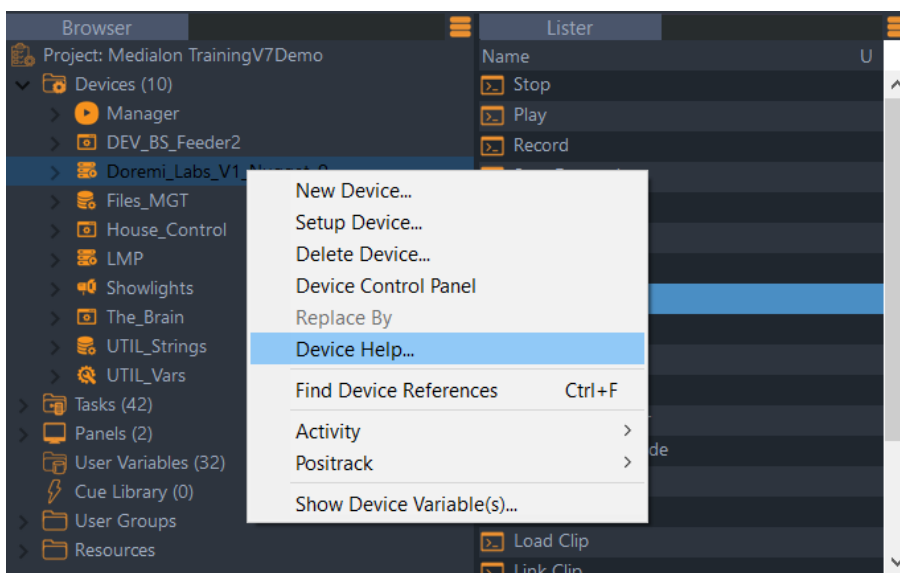 Browser
Project: Medialon TrainingV7Demo
Devices (10)
Manager
DEV_BS_Feeder2
Doremi_Labs_V1_Nugget_0
Files_MGT
House_Control
LMP
Showlights
The_Brain
UTIL_Strings
UTIL_Vars
Tasks (42)
Panels (2)
User Variables (32)
Cue Library (0)
User Groups
Resources
New Device...
Setup Device...
Delete Device...
Device Control Panel
Replace By
Device Help...
Find Device References Ctrl+F
Activity
Positrack
Show Device Variable(s)...
Lister
Name U
Stop
Play
Record
de
Load Clip
Link Clip